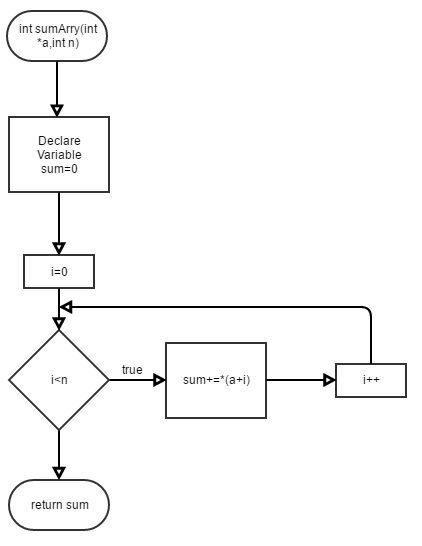 int sumArry(int
*a,int n)
Declare
Variable
sum=0
i=0
i<n
true
sum+=*(a+i)
i++
return sum